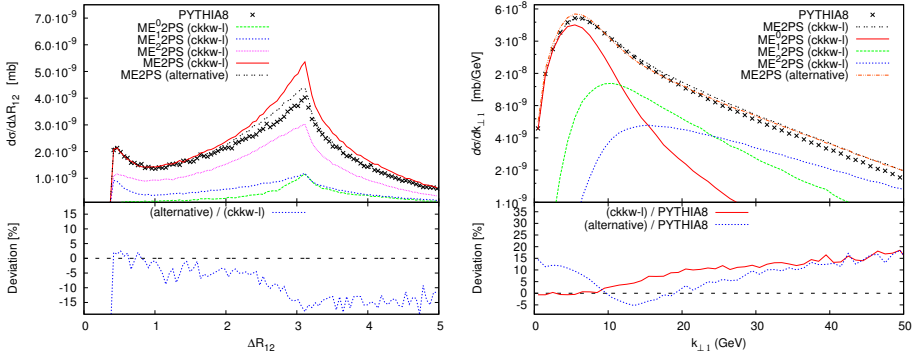 dσ/dΔR12 [mb]
7.0·10-9
6.0·10-9
5.0·10-9
4.0·10-9
3.0·10-9
2.0·10-9
1.0·10-9
PYTHIA8
ME02PS (ckkw-l)
ME12PS (ckkw-l)
ME22PS (ckkw-l)
ME2PS (ckkw-l)
ME2PS (alternative)
Deviation [%]
15
10
5
0
-5
-10
-15
(alternative) / (ckkw-l)
0 1 2 3 4 5
ΔR12
dσ/dk⊥1 [mb/GeV]
6·10-8
3·10-8
2·10-8
8·10-9
4·10-9
2·10-9
1·10-9
PYTHIA8
ME2PS (ckkw-l)
ME02PS (ckkw-l)
ME12PS (ckkw-l)
ME22PS (ckkw-l)
ME2PS (alternative)
Deviation [%]
35
30
25
20
15
10
5
0
-5
(ckkw-l) / PYTHIA8
(alternative) / PYTHIA8
0 10 20 30 40 50
k⊥1 (GeV)